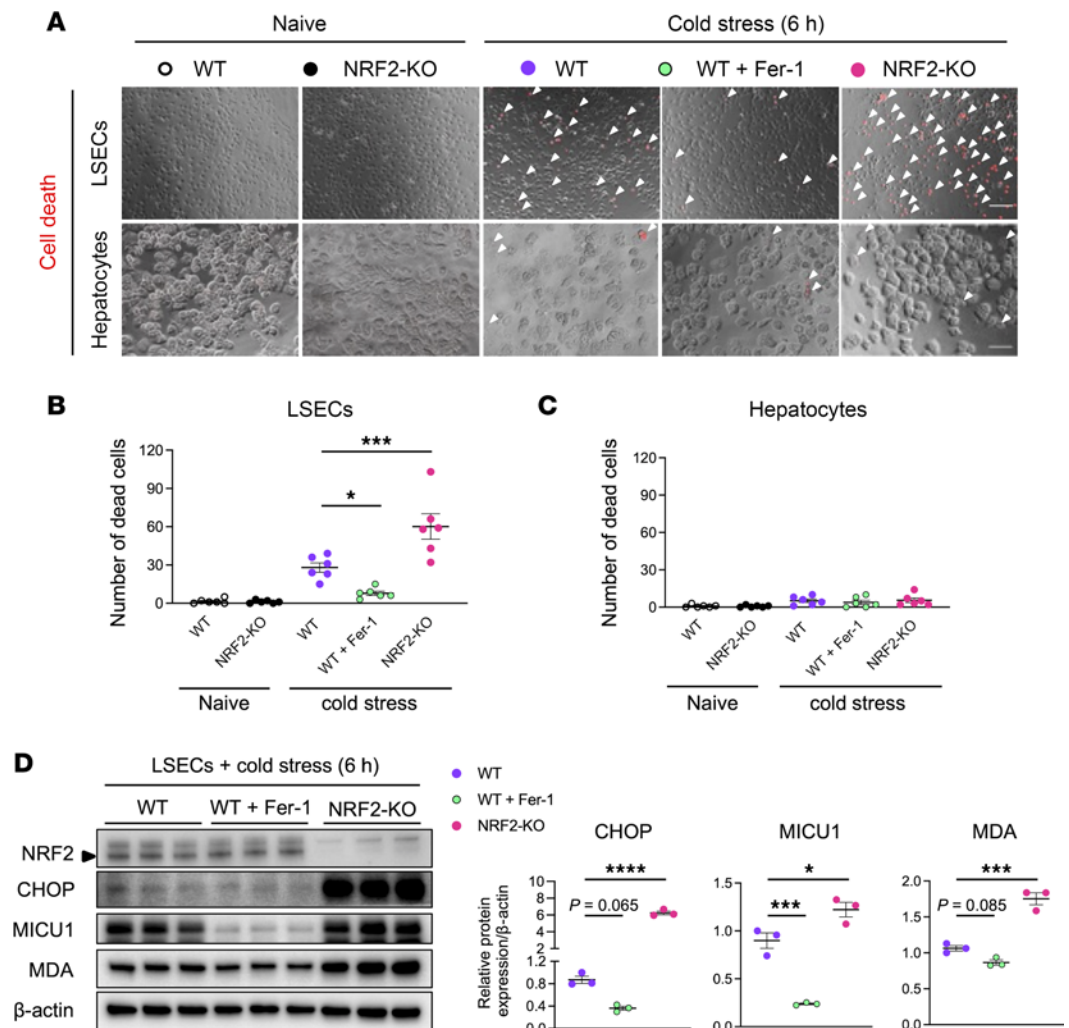 A
Naive
Cold stress (6 h)
WT
NRF2-KO
WT
WT + Fer-1
NRF2-KO
Cell death
LSECs
Hepatocytes
B
LSECs
***
*
Number of dead cells
120
90
60
30
0
WT
NRF2-KO
WT
WT + Fer-1
NRF2-KO
Naive
cold stress
C
Hepatocytes
Number of dead cells
120
90
60
30
0
WT
NRF2-KO
WT
WT + Fer-1
NRF2-KO
Naive
cold stress
D
LSECs + cold stress (6 h)
WT
WT + Fer-1
NRF2-KO
NRF2
CHOP
MICU1
MDA
β-actin
WT
WT + Fer-1
NRF2-KO
Relative protein
expression/β-actin
CHOP
****
P = 0.065
10
8
6
4
2
1.2
0.8
0.4
0.0
MICU1
*
***
1.5
1.0
0.5
0.0
MDA
***
P = 0.085
2.0
1.5
1.0
0.5
0.0